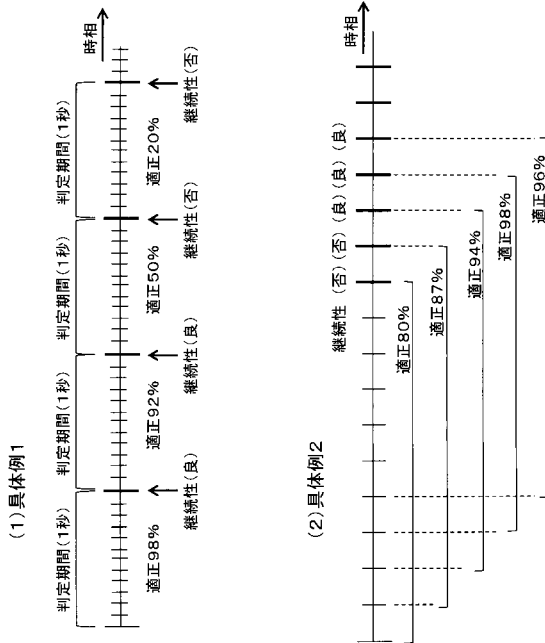 (1)具体例1
判定期間(1秒)
判定期間(1秒)
判定期間(1秒)
判定期間(1秒)
時相
適正98%
適正92%
適正50%
適正20%
継続性(良)
継続性(良)
継続性(否)
継続性(否)
(2)具体例2
時相
継続性 (否) (否) (良) (良) (良)
適正80%
適正87%
適正94%
適正98%
適正96%